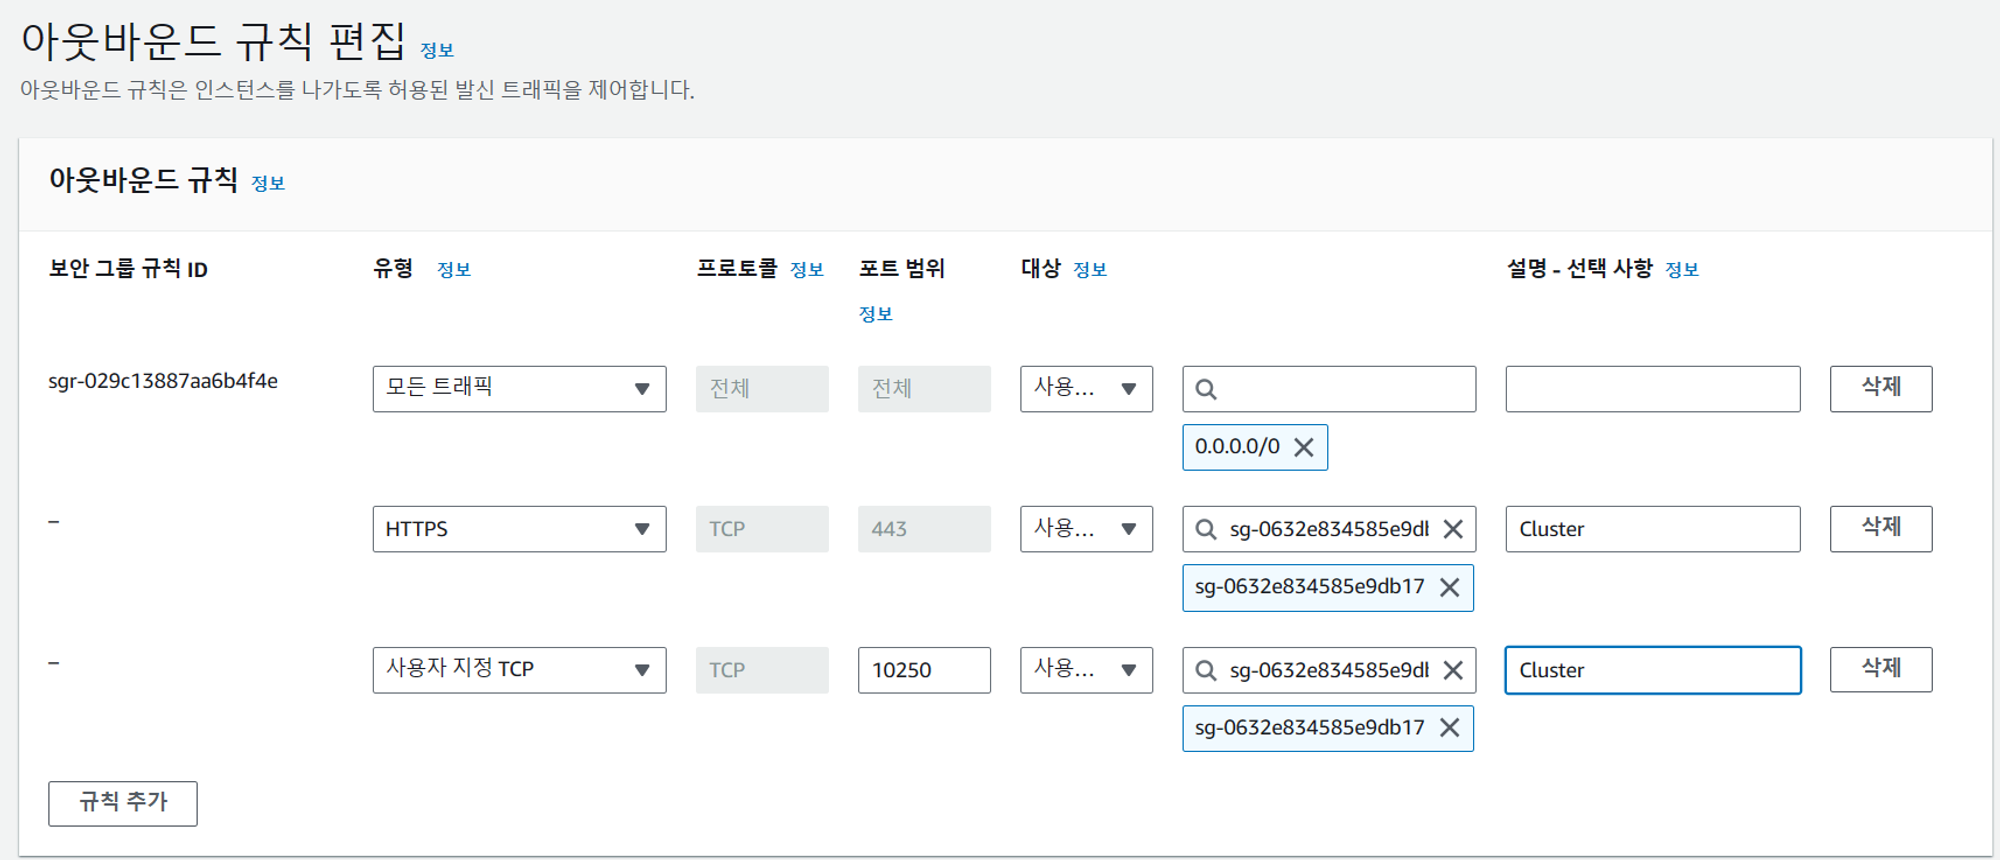 아웃바운드 규칙 편집 정보
아웃바운드 규칙은 인스턴스를 나가도록 허용된 발신 트래픽을 제어합니다.
아웃바운드 규칙 정보
보안 그룹 규칙 ID 유형 정보 프로토콜 정보 포트 범위 대상 정보 설명 - 선택 사항 정보
정보
sgr-029c13887aa6b4f4e 모든 트래픽 전체 전체 사용... 삭제
0.0.0.0/0
– HTTPS TCP 443 사용... sg-0632e834585e9dl Cluster 삭제
sg-0632e834585e9db17
– 사용자 지정 TCP TCP 10250 사용... sg-0632e834585e9dl Cluster 삭제
sg-0632e834585e9db17
규칙 추가